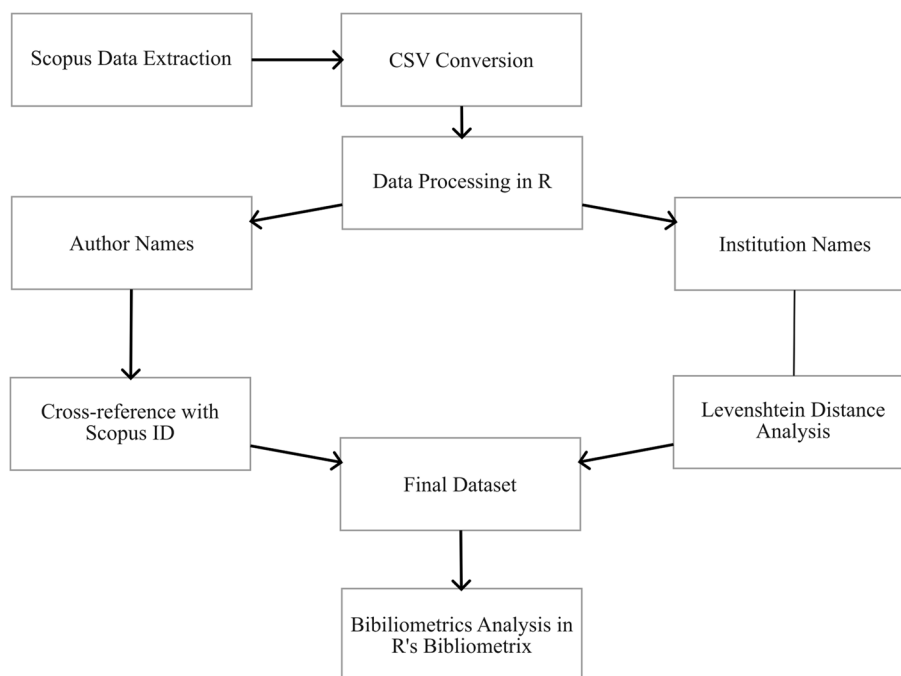 Scopus Data Extraction
CSV Conversion
Data Processing in R
Author Names
Institution Names
Cross-reference with
Scopus ID
Levenshtein Distance
Analysis
Final Dataset
Bibiliometrics Analysis in
R's Bibliometrix